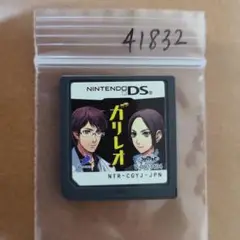 41832
NINTENDO DS
ガリレオ
NTR-CGYJ-JPN